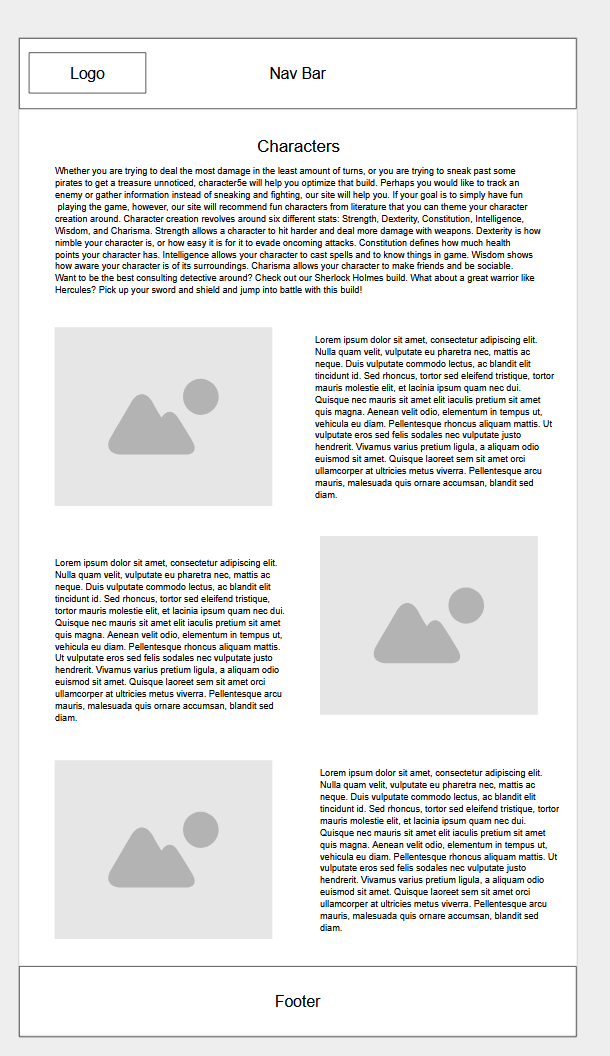 Logo
Nav Bar
Characters
Whether you are trying to deal the most damage in the least amount of turns, or you are trying to sneak past some
pirates to get a treasure unnoticed, character5e will help you optimize that build. Perhaps you would like to track an
enemy or gather information instead of sneaking and fighting, our site will help you. If your goal is to simply have fun
playing the game, however, our site will recommend fun characters from literature that you can theme your character
creation around. Character creation revolves around six different stats: Strength, Dexterity, Constitution, Intelligence,
Wisdom, and Charisma. Strength allows a character to hit harder and deal more damage with weapons. Dexterity is how
nimble your character is, or how easy it is for it to evade oncoming attacks. Constitution defines how much health
points your character has. Intelligence allows your character to cast spells and to know things in game. Wisdom shows
how aware your character is of its surroundings. Charisma allows your character to make friends and be sociable.
Want to be the best consulting detective around? Check out our Sherlock Holmes build. What about a great warrior like
Hercules? Pick up your sword and shield and jump into battle with this build!
Lorem ipsum dolor sit amet, consectetur adipiscing elit.
Nulla quam velit, vulputate eu pharetra nec, mattis ac
neque. Duis vulputate commodo lectus, ac blandit elit
tincidunt id. Sed rhoncus, tortor sed eleifend tristique, tortor
mauris molestie elit, et lacinia ipsum quam nec dui.
Quisque nec mauris sit amet elit iaculis pretium sit amet
quis magna. Aenean velit odio, elementum in tempus ut,
vehicula eu diam. Pellentesque rhoncus aliquam mattis. Ut
vulputate eros sed felis sodales nec vulputate justo
hendrerit. Vivamus varius pretium ligula, a aliquam odio
euismod sit amet. Quisque laoreet sem sit amet orci
ullamcorper at ultricies metus viverra. Pellentesque arcu
mauris, malesuada quis ornare accumsan, blandit sed
diam.
Lorem ipsum dolor sit amet, consectetur adipiscing elit.
Nulla quam velit, vulputate eu pharetra nec, mattis ac
neque. Duis vulputate commodo lectus, ac blandit elit
tincidunt id. Sed rhoncus, tortor sed eleifend tristique,
tortor mauris molestie elit, et lacinia ipsum quam nec dui.
Quisque nec mauris sit amet elit iaculis pretium sit amet
quis magna. Aenean velit odio, elementum in tempus ut,
vehicula eu diam. Pellentesque rhoncus aliquam mattis.
Ut vulputate eros sed felis sodales nec vulputate justo
hendrerit. Vivamus varius pretium ligula, a aliquam odio
euismod sit amet. Quisque laoreet sem sit amet orci
ullamcorper at ultricies metus viverra. Pellentesque arcu
mauris, malesuada quis ornare accumsan, blandit sed
diam.
Lorem ipsum dolor sit amet, consectetur adipiscing elit.
Nulla quam velit, vulputate eu pharetra nec, mattis ac
neque. Duis vulputate commodo lectus, ac blandit elit
tincidunt id. Sed rhoncus, tortor sed eleifend tristique, tortor
mauris molestie elit, et lacinia ipsum quam nec dui.
Quisque nec mauris sit amet elit iaculis pretium sit amet
quis magna. Aenean velit odio, elementum in tempus ut,
vehicula eu diam. Pellentesque rhoncus aliquam mattis. Ut
vulputate eros sed felis sodales nec vulputate justo
hendrerit. Vivamus varius pretium ligula, a aliquam odio
euismod sit amet. Quisque laoreet sem sit amet orci
ullamcorper at ultricies metus viverra. Pellentesque arcu
mauris, malesuada quis ornare accumsan, blandit sed
diam.
Footer